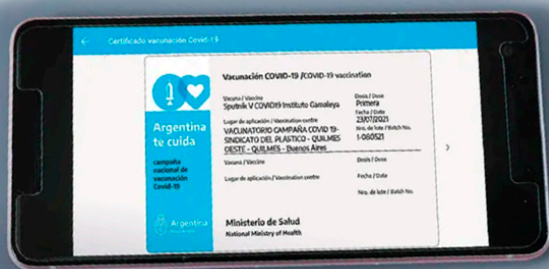 Certificado vacunación Covid-19
Vacunación COVID-19 /COVID-19 vaccination
Argentina
te cuida
campaña
nacional de
vacunación
Covid-19
Argentina
Vacuna / Vaccine
Sputnik V COVID19 Instituto Gamaleya
Dosis / Dose
Primera
Lugar de aplicación / Vaccination centre
VACUNATORIO CAMPAÑA COVID 19-
SINDICATO DEL PLÁSTICO - QUILMES
OESTE - QUILMES - Buenos Aires
Fecha / Date
23/07/2021
Nro. de lote / Batch No.
1-080521
Vacuna / Vaccine
Dosis / Dose
Lugar de aplicación / Vaccination centre
Fecha / Date
Nro. de lote / Batch No.
Ministerio de Salud
National Ministry of Health